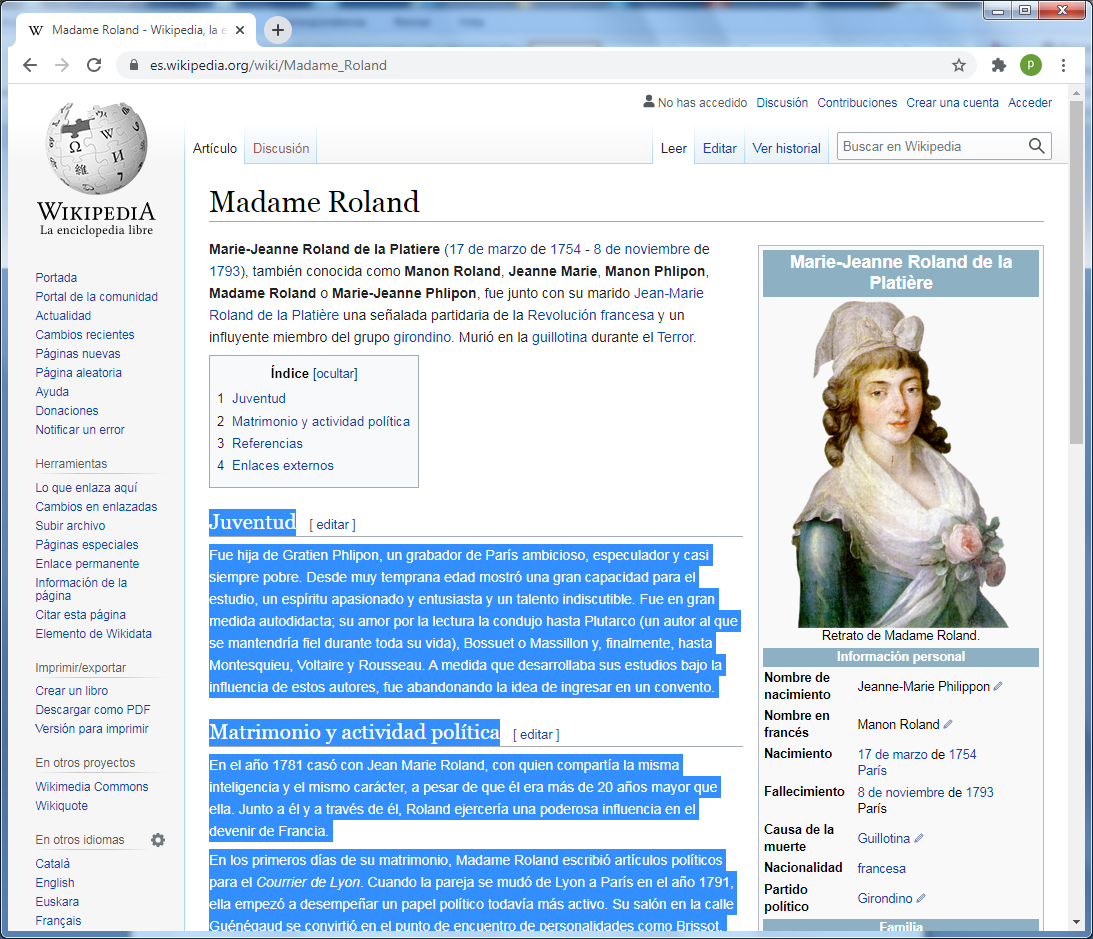 Madame Roland - Wikipedia, la e
es.wikipedia.org/wiki/Madame_Roland
P
No has accedido Discusión Contribuciones Crear una cuenta Acceder
Artículo Discusión Leer Editar Ver historial Buscar en Wikipedia
WIKIPEDIA
La enciclopedia libre
Portada
Portal de la comunidad
Actualidad
Cambios recientes
Páginas nuevas
Página aleatoria
Ayuda
Donaciones
Notificar un error
Herramientas
Lo que enlaza aquí
Cambios en enlazadas
Subir archivo
Páginas especiales
Enlace permanente
Información de la
página
Citar esta página
Elemento de Wikidata
Imprimir/exportar
Crear un libro
Descargar como PDF
Versión para imprimir
En otros proyectos
Wikimedia Commons
Wikiquote
En otros idiomas
Català
English
Euskara
Français
Madame Roland
Marie-Jeanne Roland de la Platiere (17 de marzo de 1754 - 8 de noviembre de
1793), también conocida como Manon Roland, Jeanne Marie, Manon Phlipon,
Madame Roland o Marie-Jeanne Phlipon, fue junto con su marido Jean-Marie
Roland de la Platière una señalada partidaria de la Revolución francesa y un
influyente miembro del grupo girondino. Murió en la guillotina durante el Terror.
Índice [ocultar]
1 Juventud
2 Matrimonio y actividad política
3 Referencias
4 Enlaces externos
Juventud [ editar ]
Fue hija de Gratien Phlipon, un grabador de París ambicioso, especulador y casi
siempre pobre. Desde muy temprana edad mostró una gran capacidad para el
estudio, un espíritu apasionado y entusiasta y un talento indiscutible. Fue en gran
medida autodidacta; su amor por la lectura la condujo hasta Plutarco (un autor al que
se mantendría fiel durante toda su vida), Bossuet o Massillon y, finalmente, hasta
Montesquieu, Voltaire y Rousseau. A medida que desarrollaba sus estudios bajo la
influencia de estos autores, fue abandonando la idea de ingresar en un convento.
Matrimonio y actividad política [ editar ]
En el año 1781 casó con Jean Marie Roland, con quien compartía la misma
inteligencia y el mismo carácter, a pesar de que él era más de 20 años mayor que
ella. Junto a él y a través de él, Roland ejercería una poderosa influencia en el
devenir de Francia.
En los primeros días de su matrimonio, Madame Roland escribió artículos políticos
para el Courrier de Lyon. Cuando la pareja se mudó de Lyon a París en el año 1791,
ella empezó a desempeñar un papel político todavía más activo. Su salón en la calle
Guénégaud se convirtió en el punto de encuentro de personalidades como Brissot,
Marie-Jeanne Roland de la
Platière
Retrato de Madame Roland.
Información personal
Nombre de
nacimiento Jeanne-Marie Philippon
Nombre en
francés Manon Roland
Nacimiento 17 de marzo de 1754
París
Fallecimiento 8 de noviembre de 1793
París
Causa de la
muerte Guillotina
Nacionalidad francesa
Partido
político Girondino
Familia